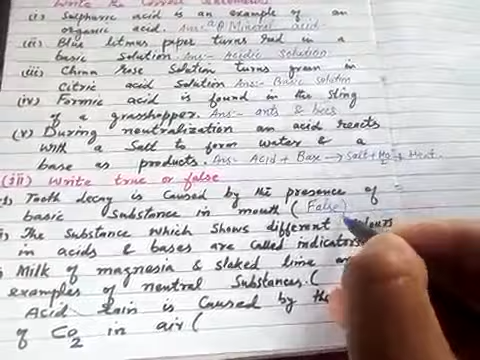 Write the correct statements
(i) Sulphuric acid is an example of an
organic acid. Ans:- Mineral acid
(ii) Blue litmus paper turns red in a
basic solution Ans:- Acidic solution
(iii) China Rose Solution turns green in
Citric acid Solution Ans:- Basic solution
(iv) Formic acid is found in the sting
of a grasshopper. Ans:- ants & bees
(v) During neutralization an acid reacts
with a Salt to form water & a
base as products. Ans:- Acid + Base → Salt + H2O + Heat.
(iii) Write true or false
Tooth decay is caused by the presence of
basic substance in mouth (False)
The Substance which shows different colours
in acids & bases are called indicators
Milk of magnesia & slaked lime
examples of neutral Substances. (
Acid rain is Caused by the
of CO2 in air (